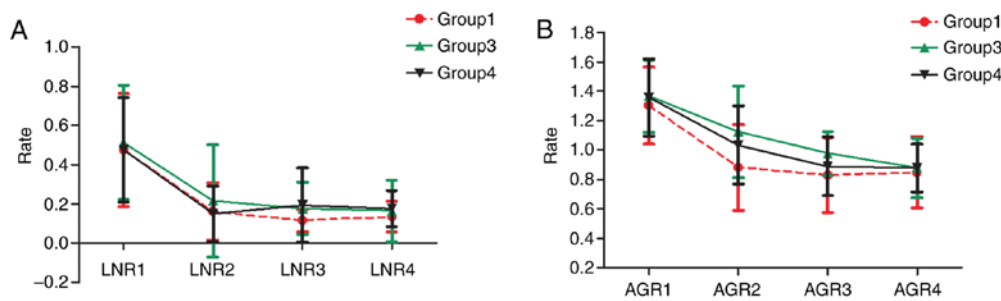 A
Group1
Group3
Group4
Rate
1.0
0.8
0.6
0.4
0.2
0.0
−0.2
LNR1 LNR2 LNR3 LNR4
B
Group1
Group3
Group4
Rate
1.8
1.6
1.4
1.2
1.0
0.8
0.6
0.4
0.2
AGR1 AGR2 AGR3 AGR4